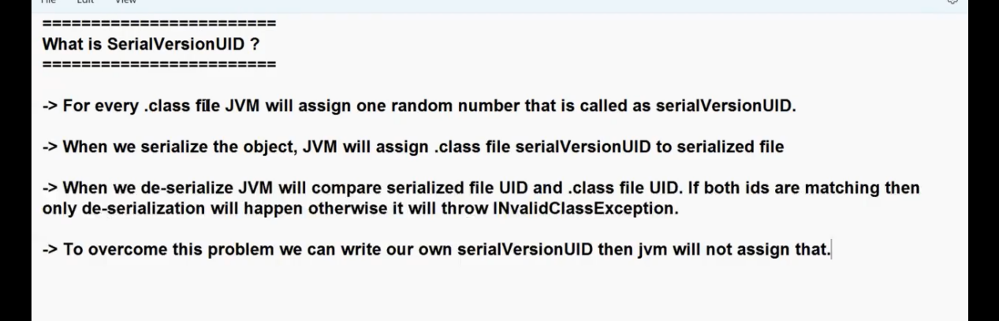 File Edit View
========================
What is SerialVersionUID ?
========================
-> For every .class file JVM will assign one random number that is called as serialVersionUID.
-> When we serialize the object, JVM will assign .class file serialVersionUID to serialized file
-> When we de-serialize JVM will compare serialized file UID and .class file UID. If both ids are matching then
only de-serialization will happen otherwise it will throw INvalidClassException.
-> To overcome this problem we can write our own serialVersionUID then jvm will not assign that.